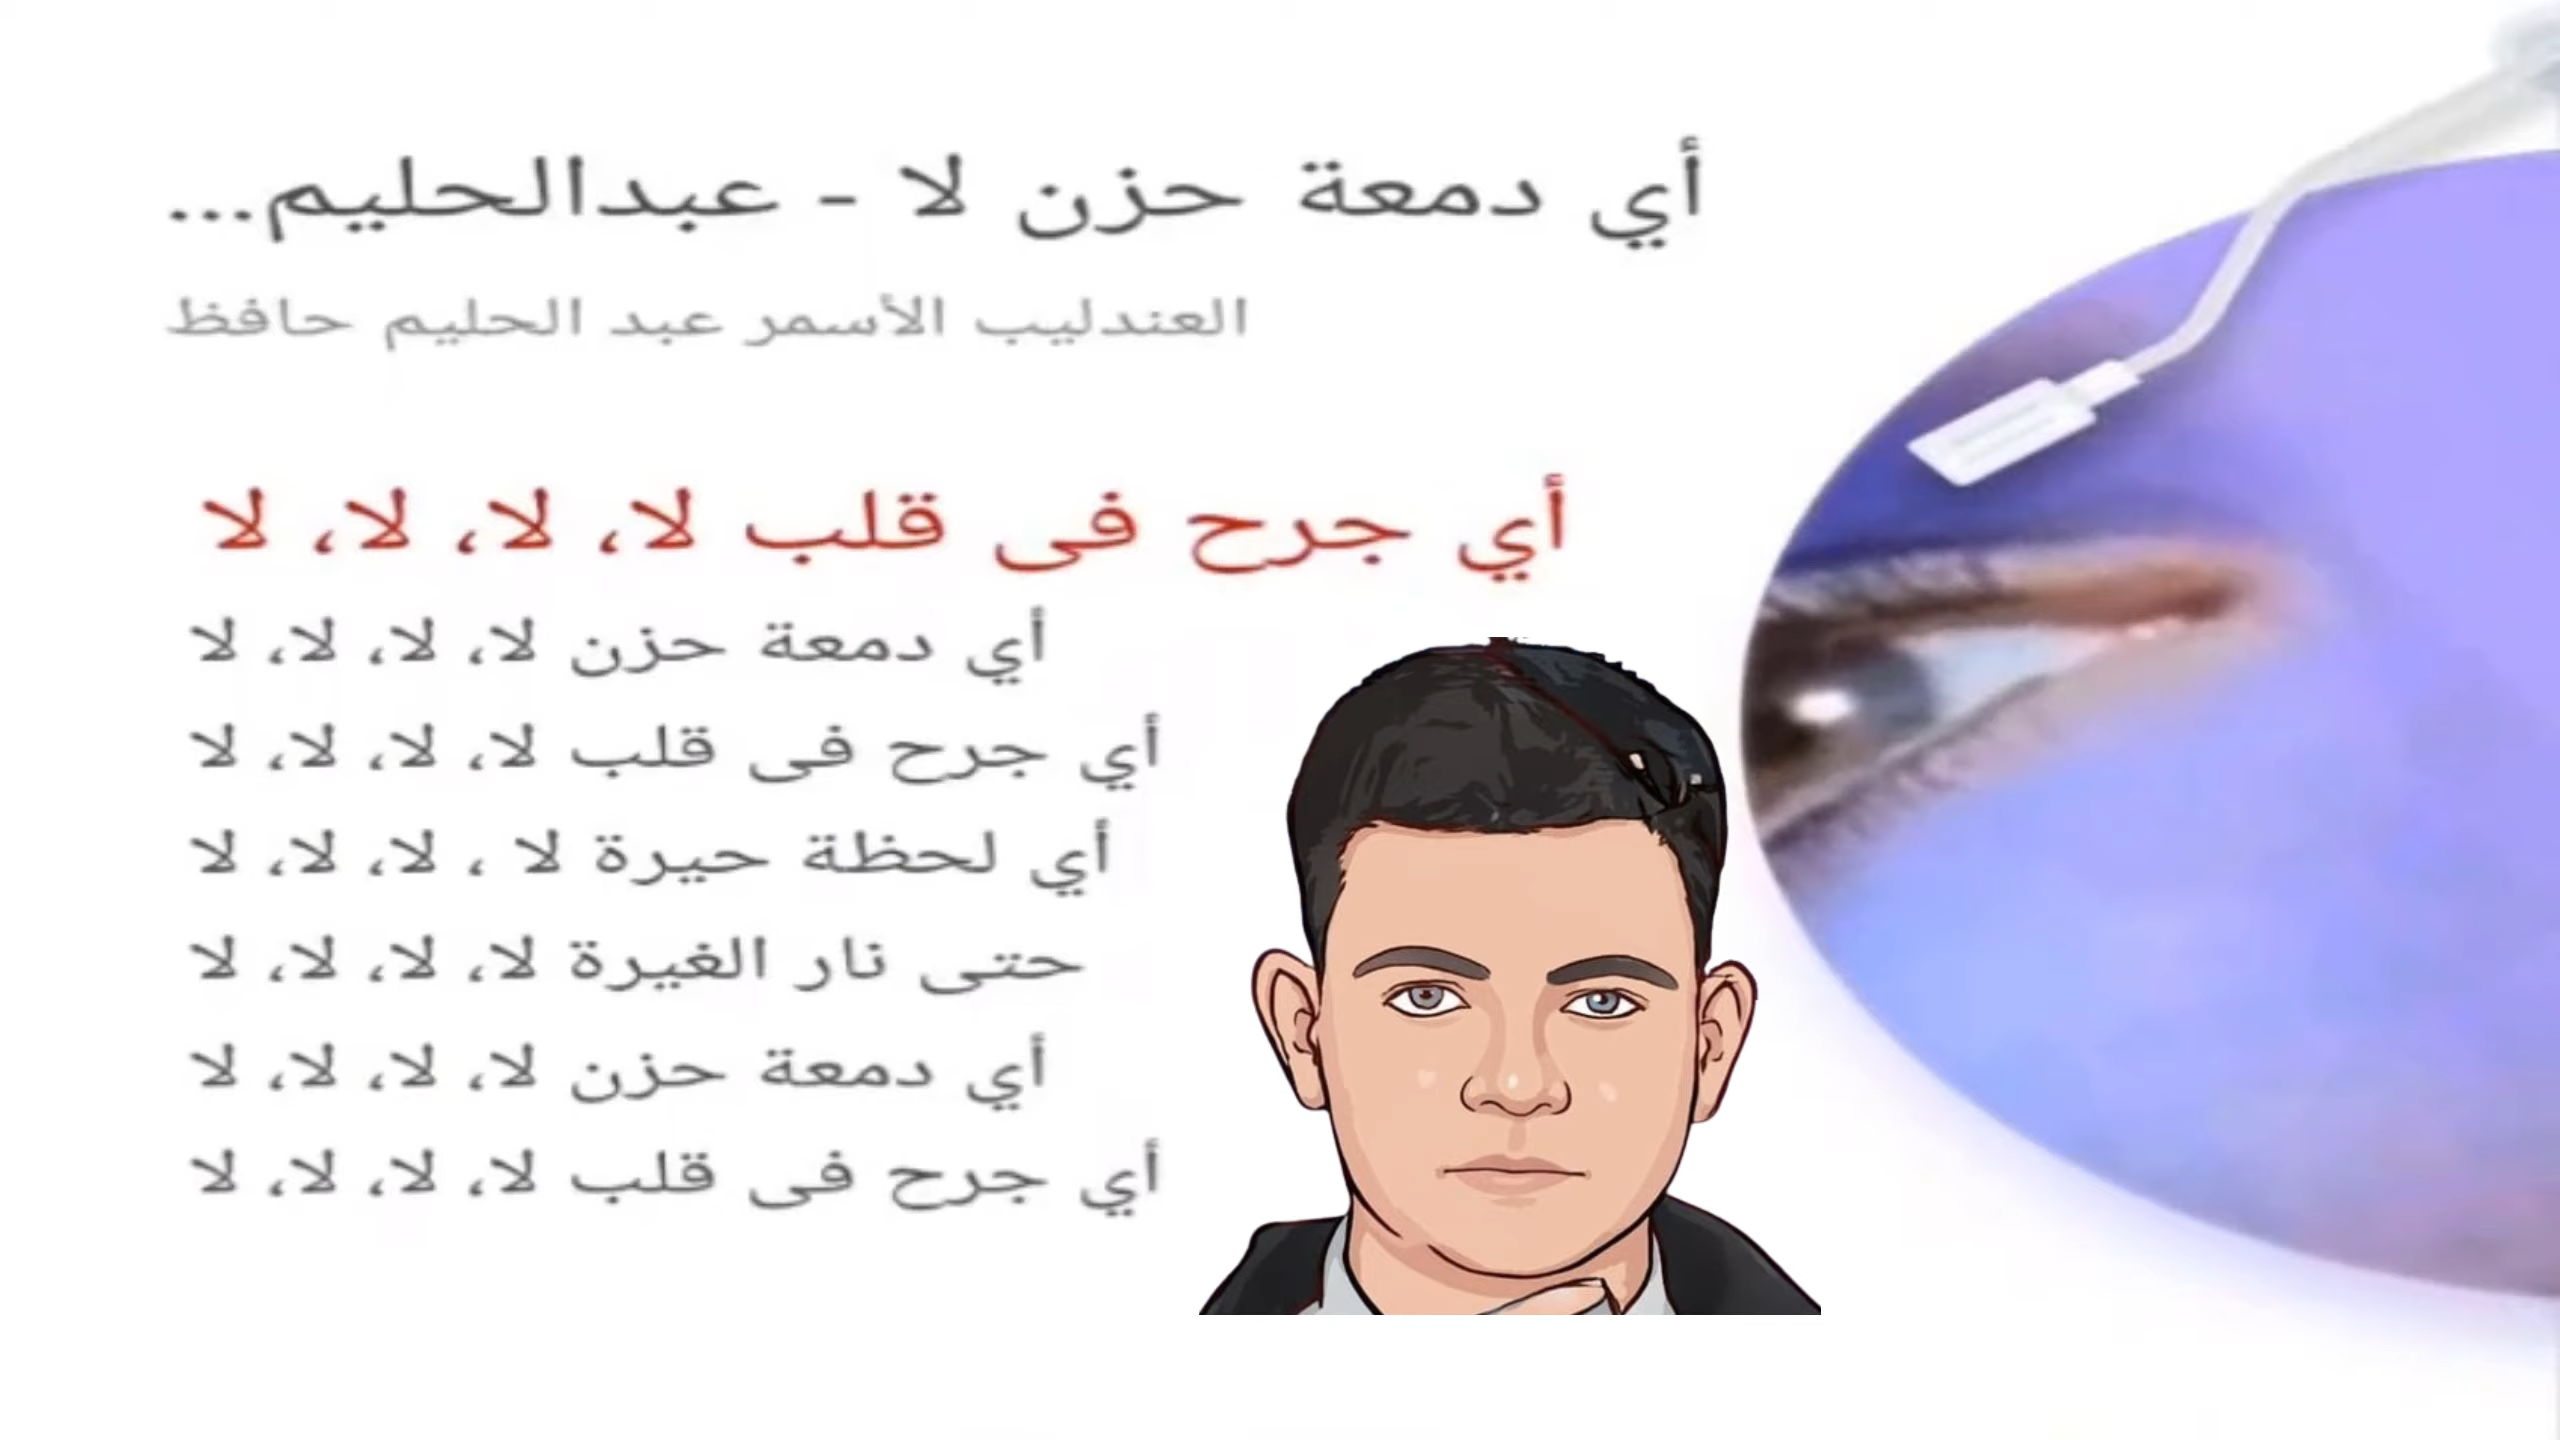 أي دمعة حزن لا - عبدالحليم...
العندليب الأسمر عبد الحليم حافظ
أي جرح فى قلب لا، لا، لا، لا
أي دمعة حزن لا، لا، لا، لا
أي جرح فى قلب لا، لا، لا، لا
أي لحظة حيرة لا ، لا، لا، لا
حتى نار الغيرة لا، لا، لا، لا
أي دمعة حزن لا، لا، لا، لا
أي جرح فى قلب لا، لا، لا، لا